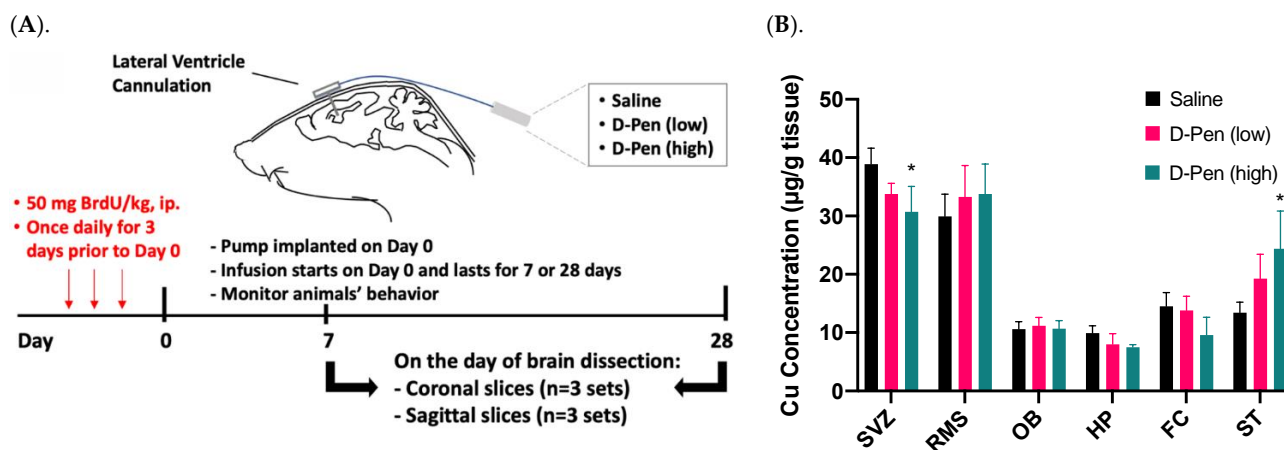 (A).
Lateral Ventricle
Cannulation
• Saline
• D-Pen (low)
• D-Pen (high)
• 50 mg BrdU/kg, ip.
• Once daily for 3
days prior to Day 0
- Pump implanted on Day 0
- Infusion starts on Day 0 and lasts for 7 or 28 days
- Monitor animals’ behavior
Day
0
7
28
On the day of brain dissection:
- Coronal slices (n=3 sets)
- Sagittal slices (n=3 sets)
(B).
Cu Concentration (μg/g tissue)
50
40
30
20
10
0
Saline
D-Pen (low)
D-Pen (high)
*
*
SVZ
RMS
OB
HP
FC
ST